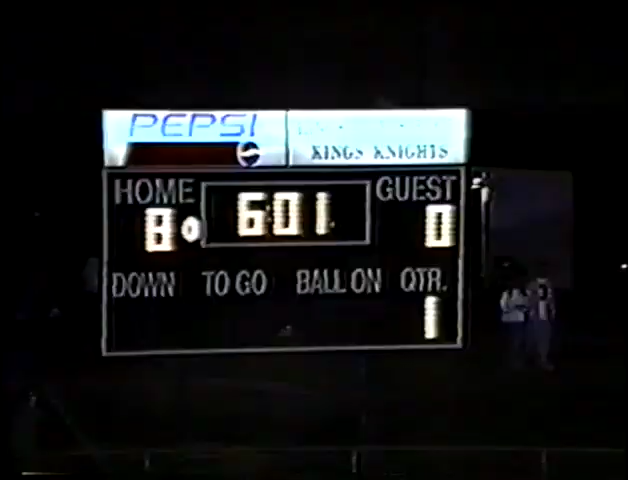 PEPSI
KINGS KNIGHTS
HOME 6:01 GUEST
8 0
DOWN TO GO BALL ON QTR.
1